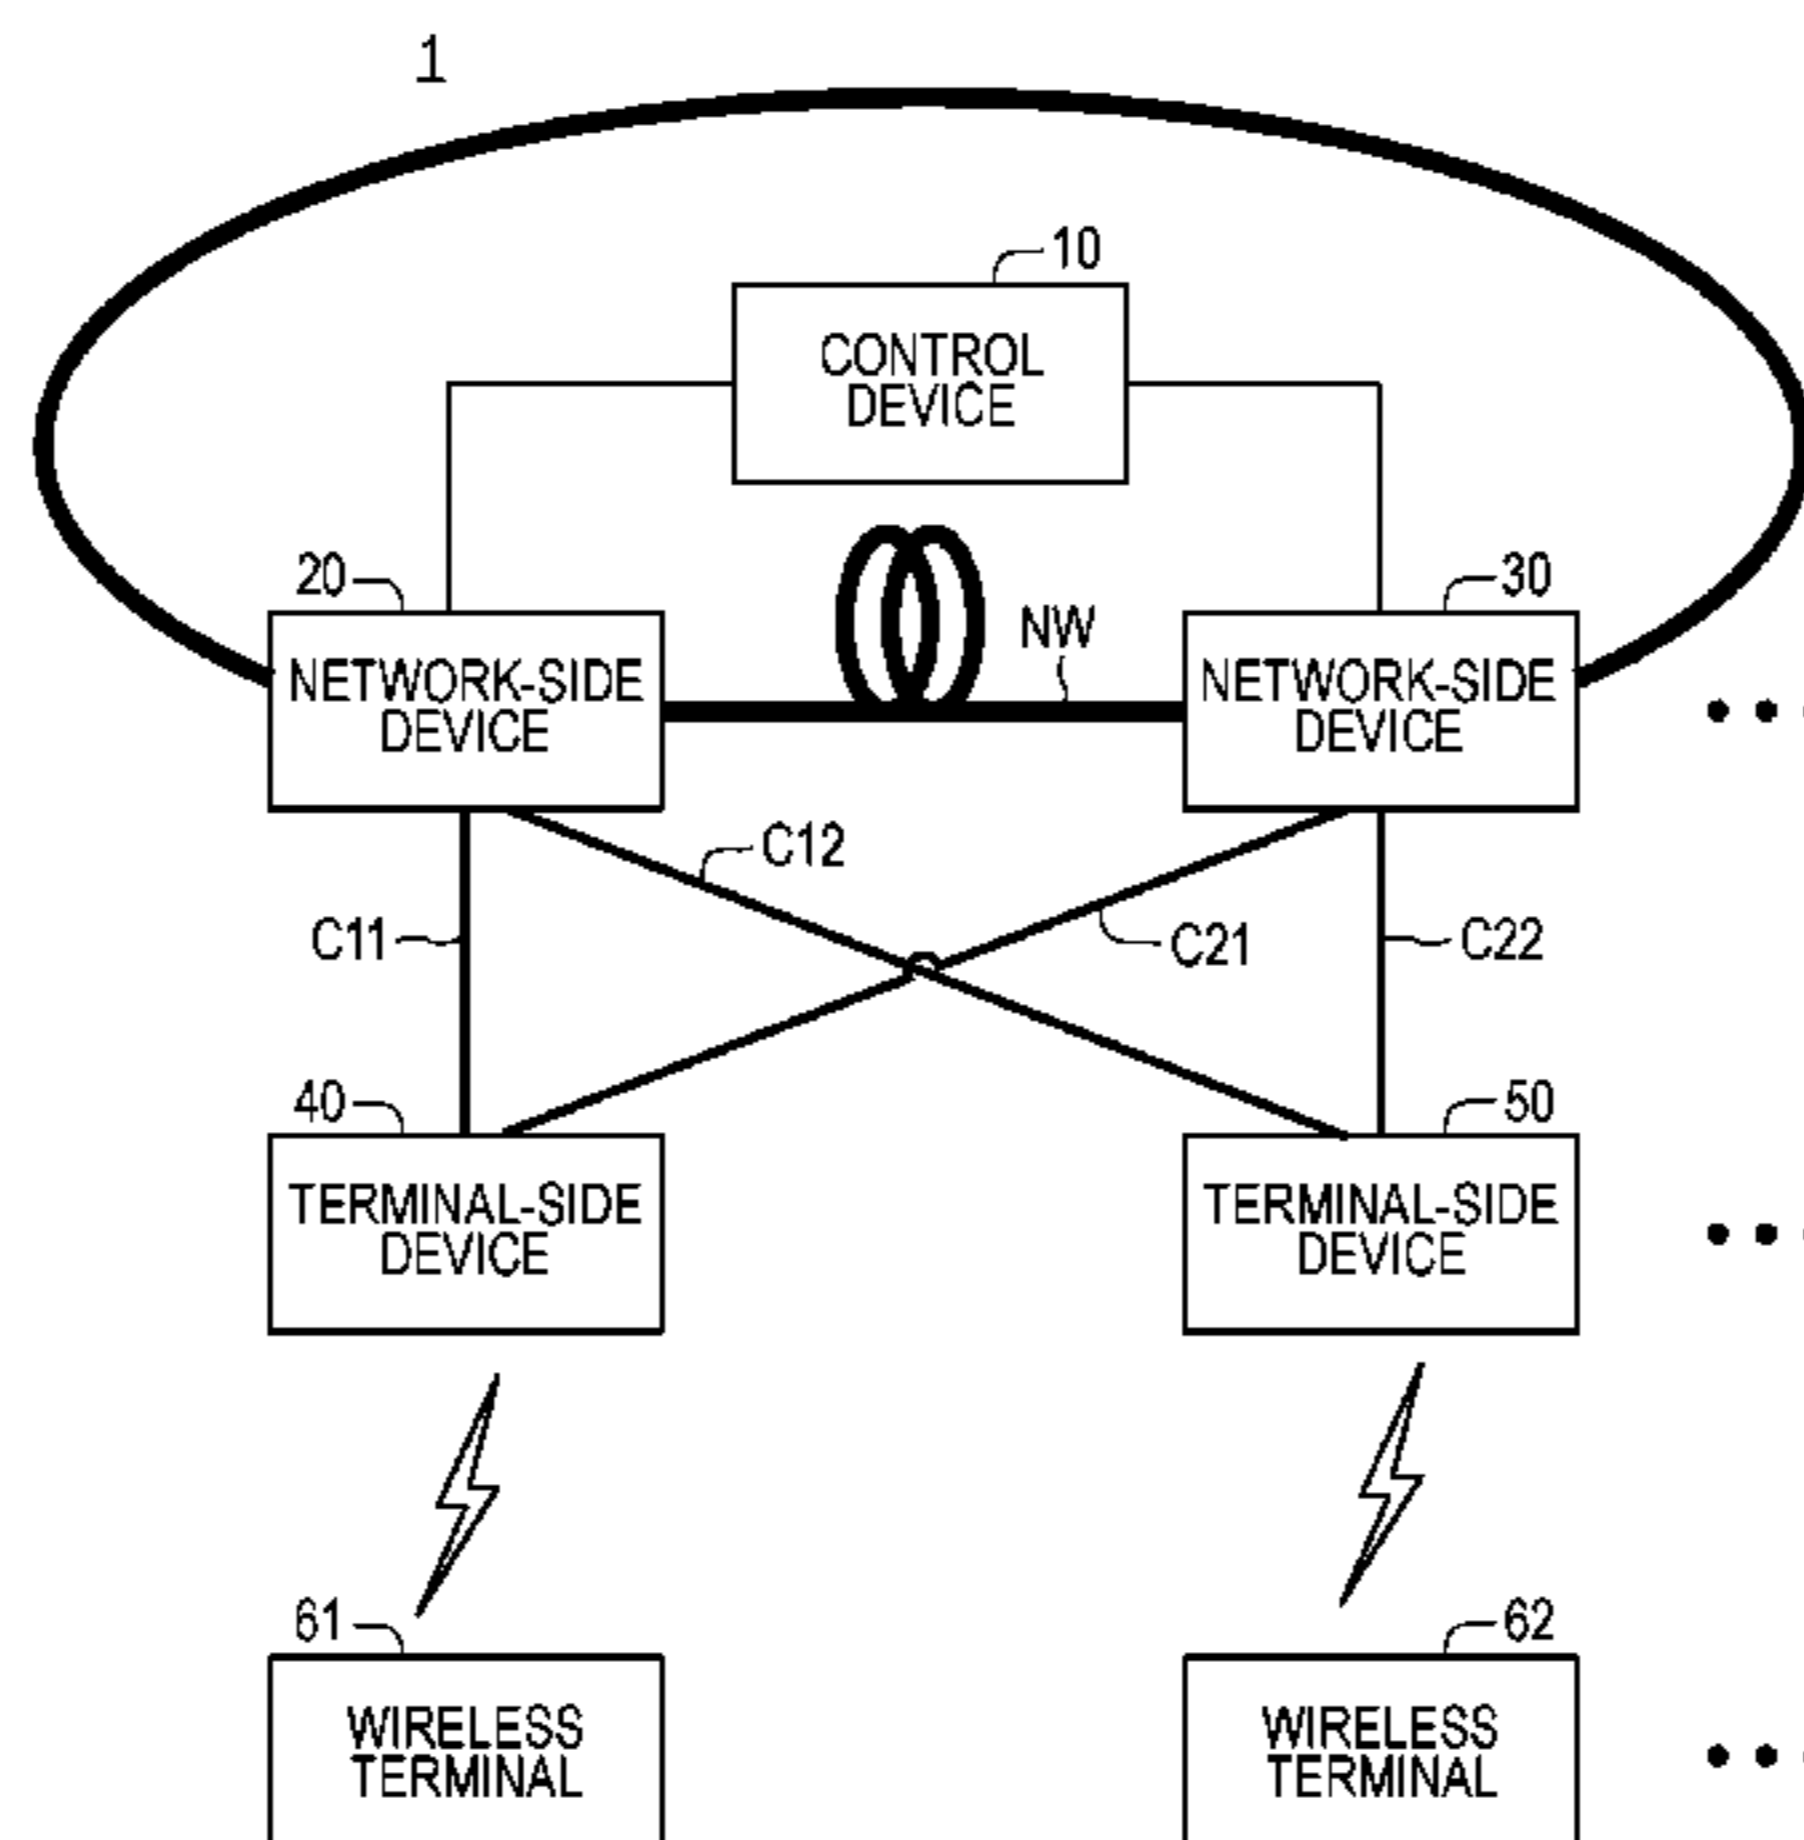 1
10
CONTROL
DEVICE
20
NW
30
NETWORK-SIDE
DEVICE
NETWORK-SIDE
DEVICE
C12
C11
C21
C22
40
50
TERMINAL-SIDE
DEVICE
TERMINAL-SIDE
DEVICE
61
62
WIRELESS
TERMINAL
WIRELESS
TERMINAL